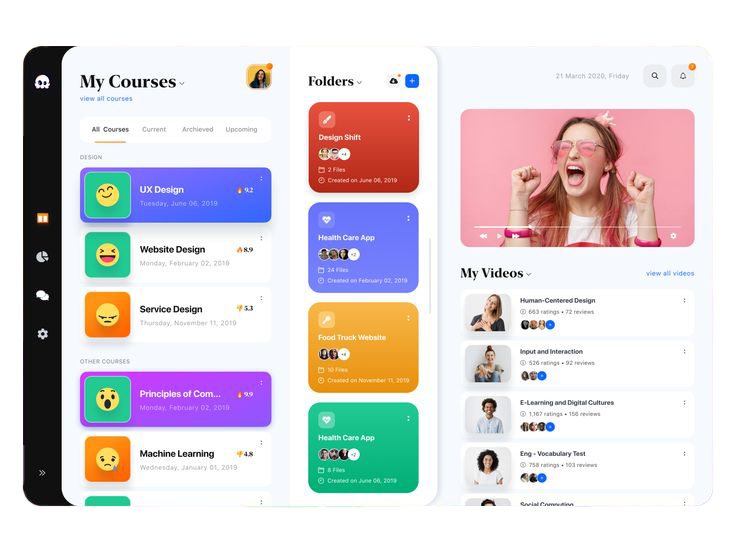 My Courses
view all courses
All Courses
Current
Archieved
Upcoming
DESIGN
UX Design
9.2
Tuesday, June 06, 2019
Website Design
8.9
Monday, February 02, 2019
Service Design
5.3
Thursday, November 11, 2019
OTHER COURSES
Principles of Com...
9.9
Monday, February 02, 2019
Machine Learning
4.8
Wednesday, January 01, 2019
Folders
Design Shift
+4
2 Files
Created on June 06, 2019
Health Care App
+2
24 Files
Created on February 02, 2019
Food Truck Website
+4
10 Files
Created on November 11, 2019
Health Care App
+2
8 Files
Created on June 06, 2019
21 March 2020, Friday
My Videos
view all videos
Human-Centered Design
663 ratings • 72 reviews
Input and Interaction
526 ratings • 92 reviews
E-Learning and Digital Cultures
1,167 ratings • 156 reviews
Eng - Vocabulary Test
758 ratings • 103 reviews
Social Computing